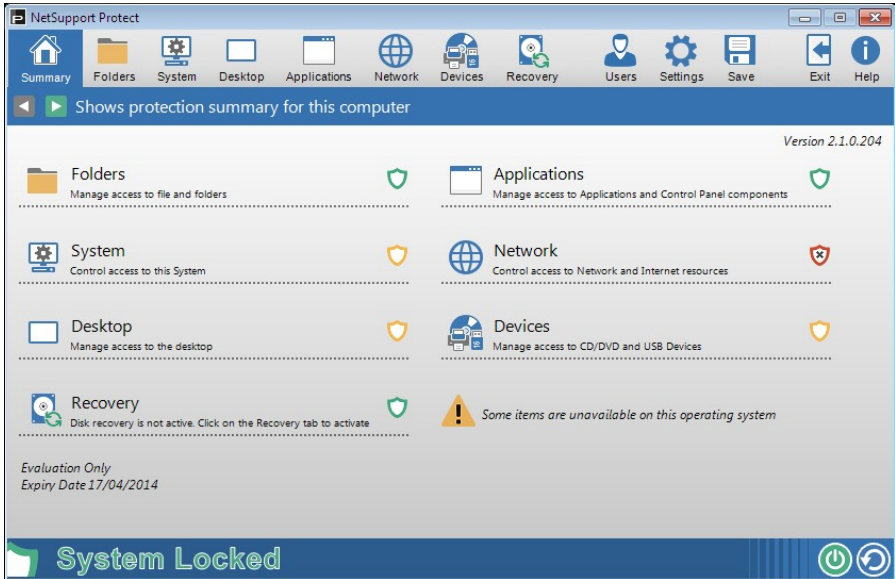 NetSupport Protect
Summary Folders System Desktop Applications Network Devices Recovery Users Settings Save Exit Help
Shows protection summary for this computer
Version 2.1.0.204
Folders
Manage access to file and folders
Applications
Manage access to Applications and Control Panel components
System
Control access to this System
Network
Control access to Network and Internet resources
Desktop
Manage access to the desktop
Devices
Manage access to CD/DVD and USB Devices
Recovery
Disk recovery is not active. Click on the Recovery tab to activate
Some items are unavailable on this operating system
Evaluation Only
Expiry Date 17/04/2014
System Locked